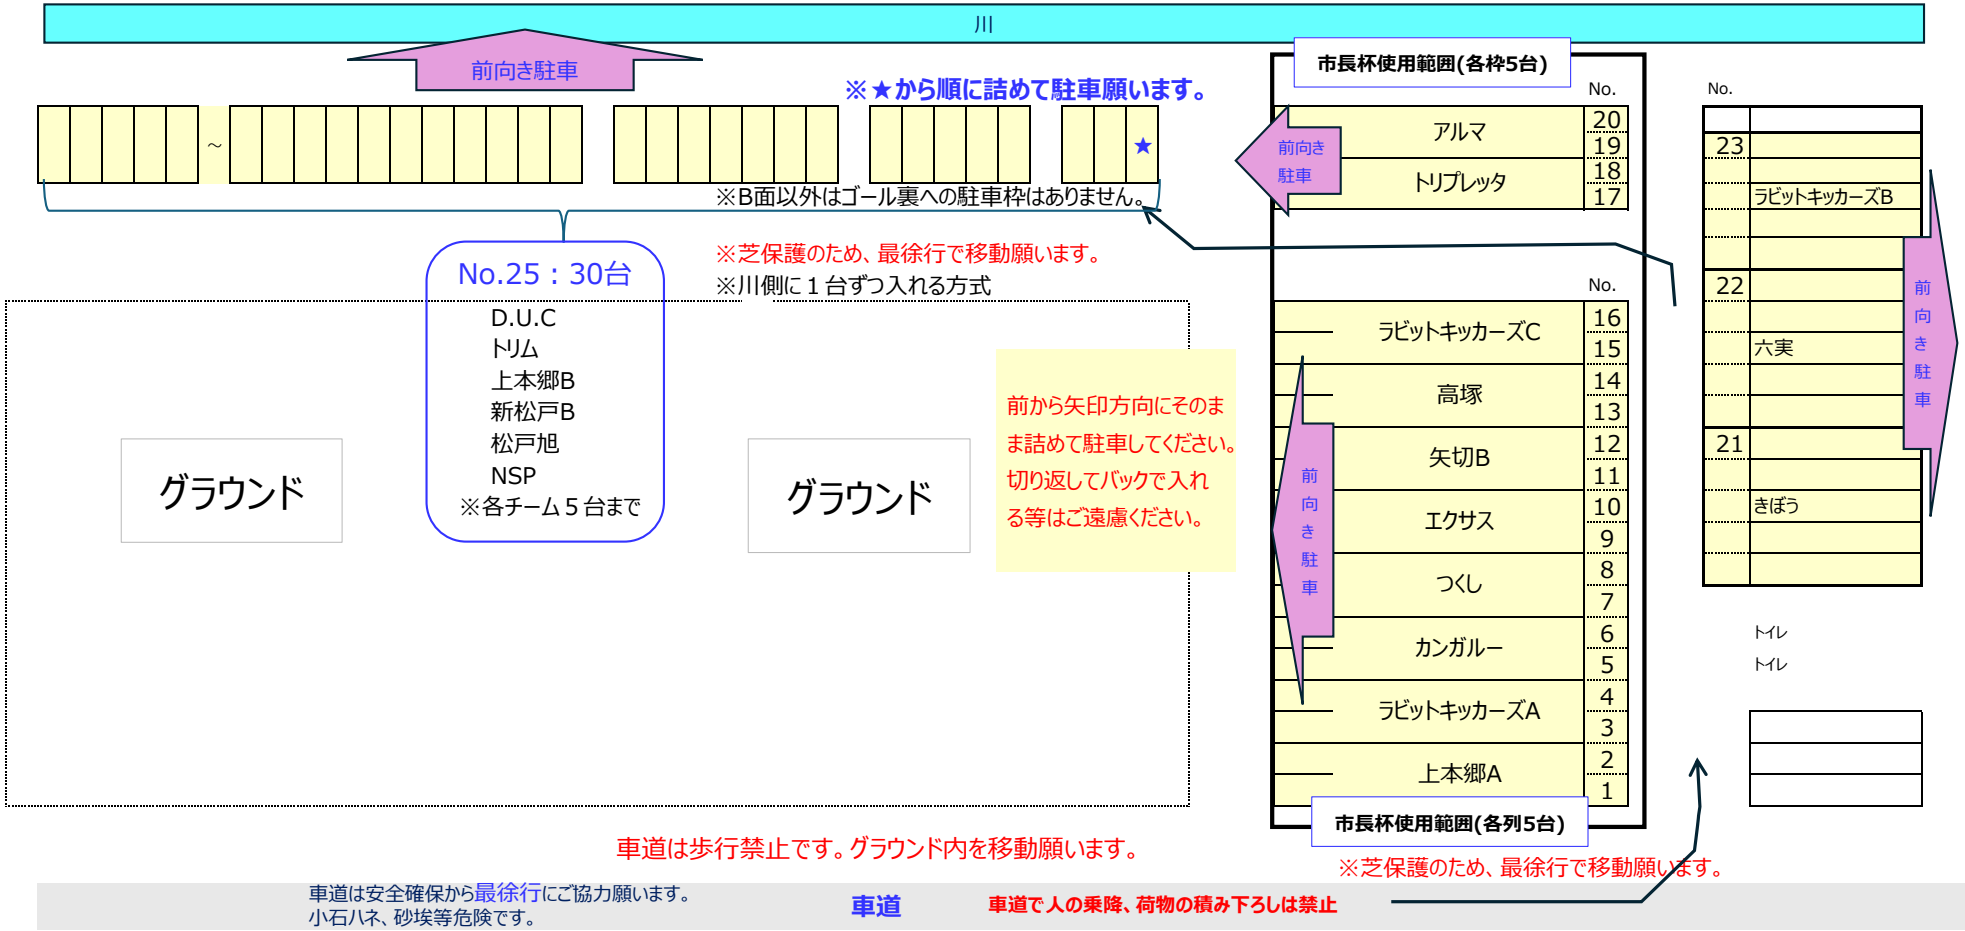 川
前向き駐車
※★から順に詰めて駐車願います。
市長杯使用範囲(各枠5台)
No.
No.
～
★
前向き
駐車
アルマ
20
19
トリプレッタ
18
17
23
ラビットキッカーズB
※B面以外はゴール裏への駐車枠はありません。
※芝保護のため、最徐行で移動願います。
※川側に１台ずつ入れる方式
No.25：30台
D.U.C
トリム
上本郷B
新松戸B
松戸旭
NSP
※各チーム５台まで
グラウンド
グラウンド
前から矢印方向にそのま
ま詰めて駐車してください。
切り返してバックで入れ
る等はご遠慮ください。
No.
ラビットキッカーズC
16
15
高塚
14
13
矢切B
12
11
エクサス
10
9
つくし
8
7
カンガルー
6
5
ラビットキッカーズA
4
3
上本郷A
2
1
前
向
き
駐
車
22
六実
21
きぼう
前
向
き
駐
車
トイレ
トイレ
市長杯使用範囲(各列5台)
車道は歩行禁止です。グラウンド内を移動願います。
※芝保護のため、最徐行で移動願います。
車道は安全確保から最徐行にご協力願います。
小石ハネ、砂埃等危険です。
車道
車道で人の乗降、荷物の積み下ろしは禁止